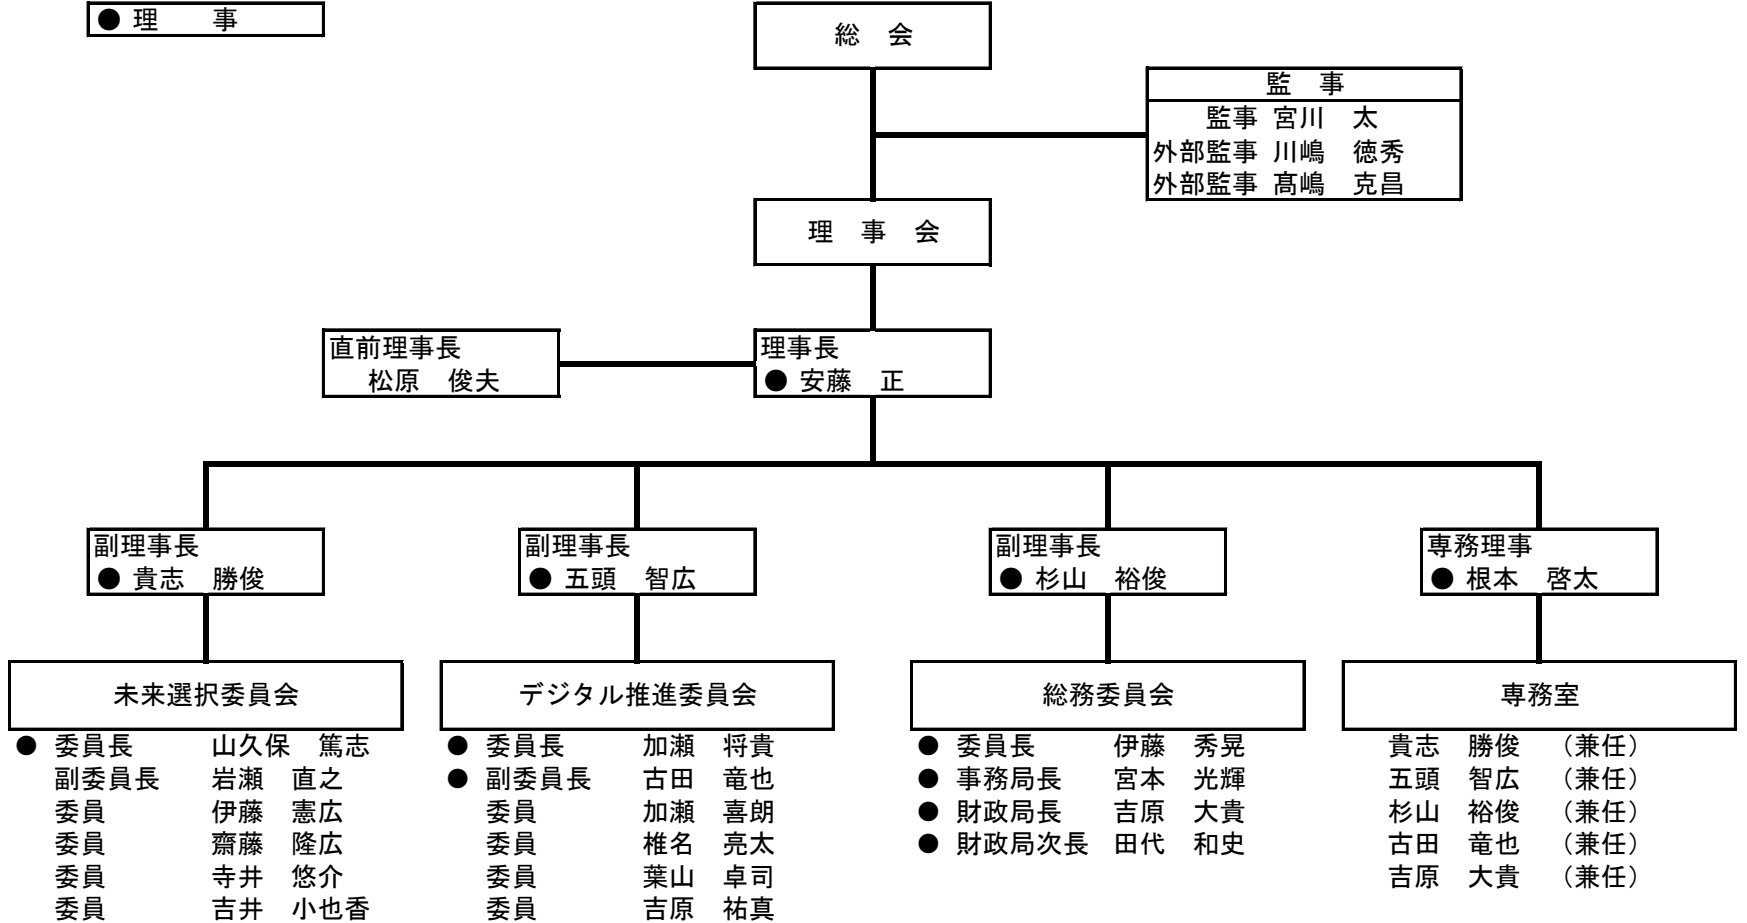 ● 理　事
総　会
監　事
監事 宮川　太
外部監事 川嶋　徳秀
外部監事 髙嶋　克昌
理　事　会
直前理事長
松原　俊夫
理事長
● 安藤　正
副理事長
● 貴志　勝俊
副理事長
● 五頭　智広
副理事長
● 杉山　裕俊
専務理事
● 根本　啓太
未来選択委員会
● 委員長　山久保　篤志
副委員長　岩瀬　直之
委員　伊藤　憲広
委員　齋藤　隆広
委員　寺井　悠介
委員　吉井　小也香
デジタル推進委員会
● 委員長　加瀬　将貴
● 副委員長　古田　竜也
委員　加瀬　喜朗
委員　椎名　亮太
委員　葉山　卓司
委員　吉原　祐真
総務委員会
● 委員長　伊藤　秀晃
● 事務局長　宮本　光輝
● 財政局長　吉原　大貴
● 財政局次長　田代　和史
専務室
貴志　勝俊　（兼任）
五頭　智広　（兼任）
杉山　裕俊　（兼任）
古田　竜也　（兼任）
吉原　大貴　（兼任）